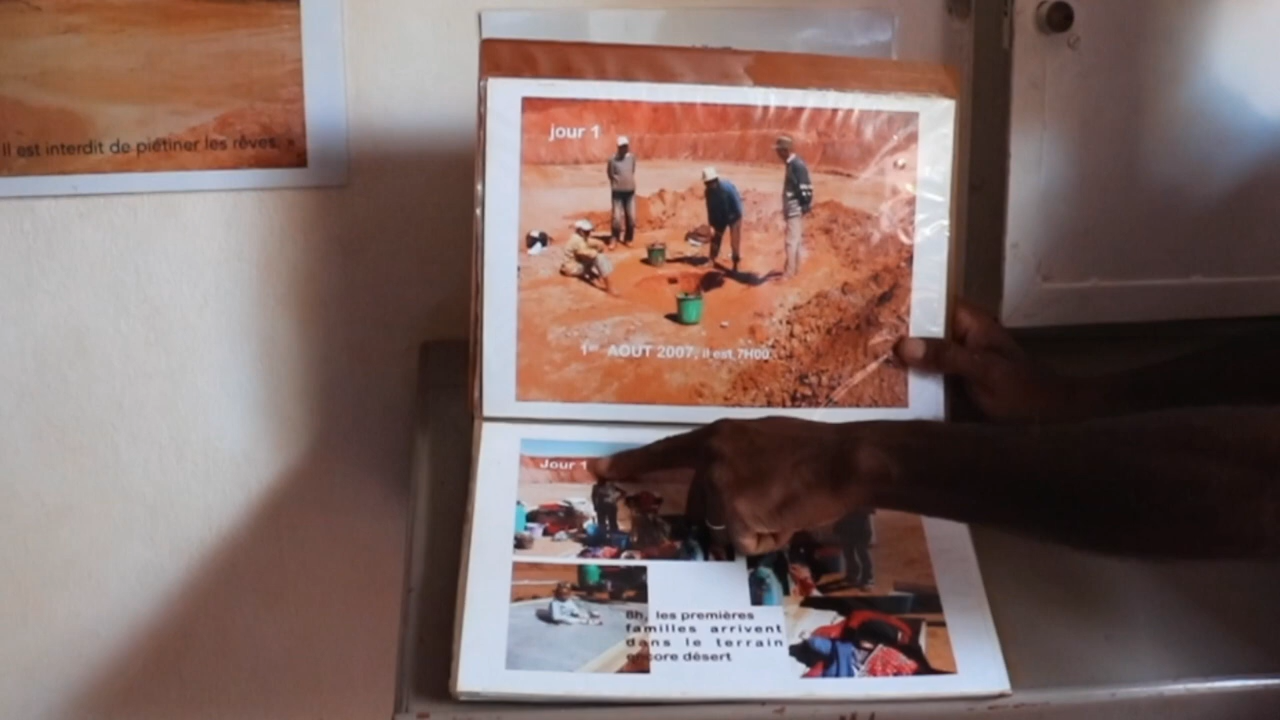 Il est interdit de piétiner les rêves. »
jour 1
1er AOUT 2007, il est 7H00
Jour 1
8h, les premières
familles arrivent
dans le terrain
encore désert